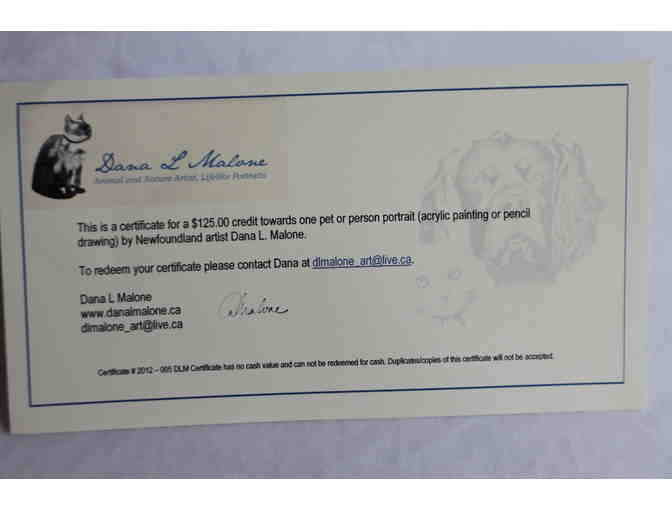 Dana L Malone
Animal and Nature Artist, Lifelike Portraits
This is a certificate for a $125.00 credit towards one pet or person portrait (acrylic painting or pencil
drawing) by Newfoundland artist Dana L. Malone.
To redeem your certificate please contact Dana at dlmalone_art@live.ca.
Dana L Malone
www.danalmalone.ca
dlmalone_art@live.ca
DMalone
Certificate # 2012 – 005 DLM Certificate has no cash value and can not be redeemed for cash. Duplicates/copies of this certificate will not be accepted.